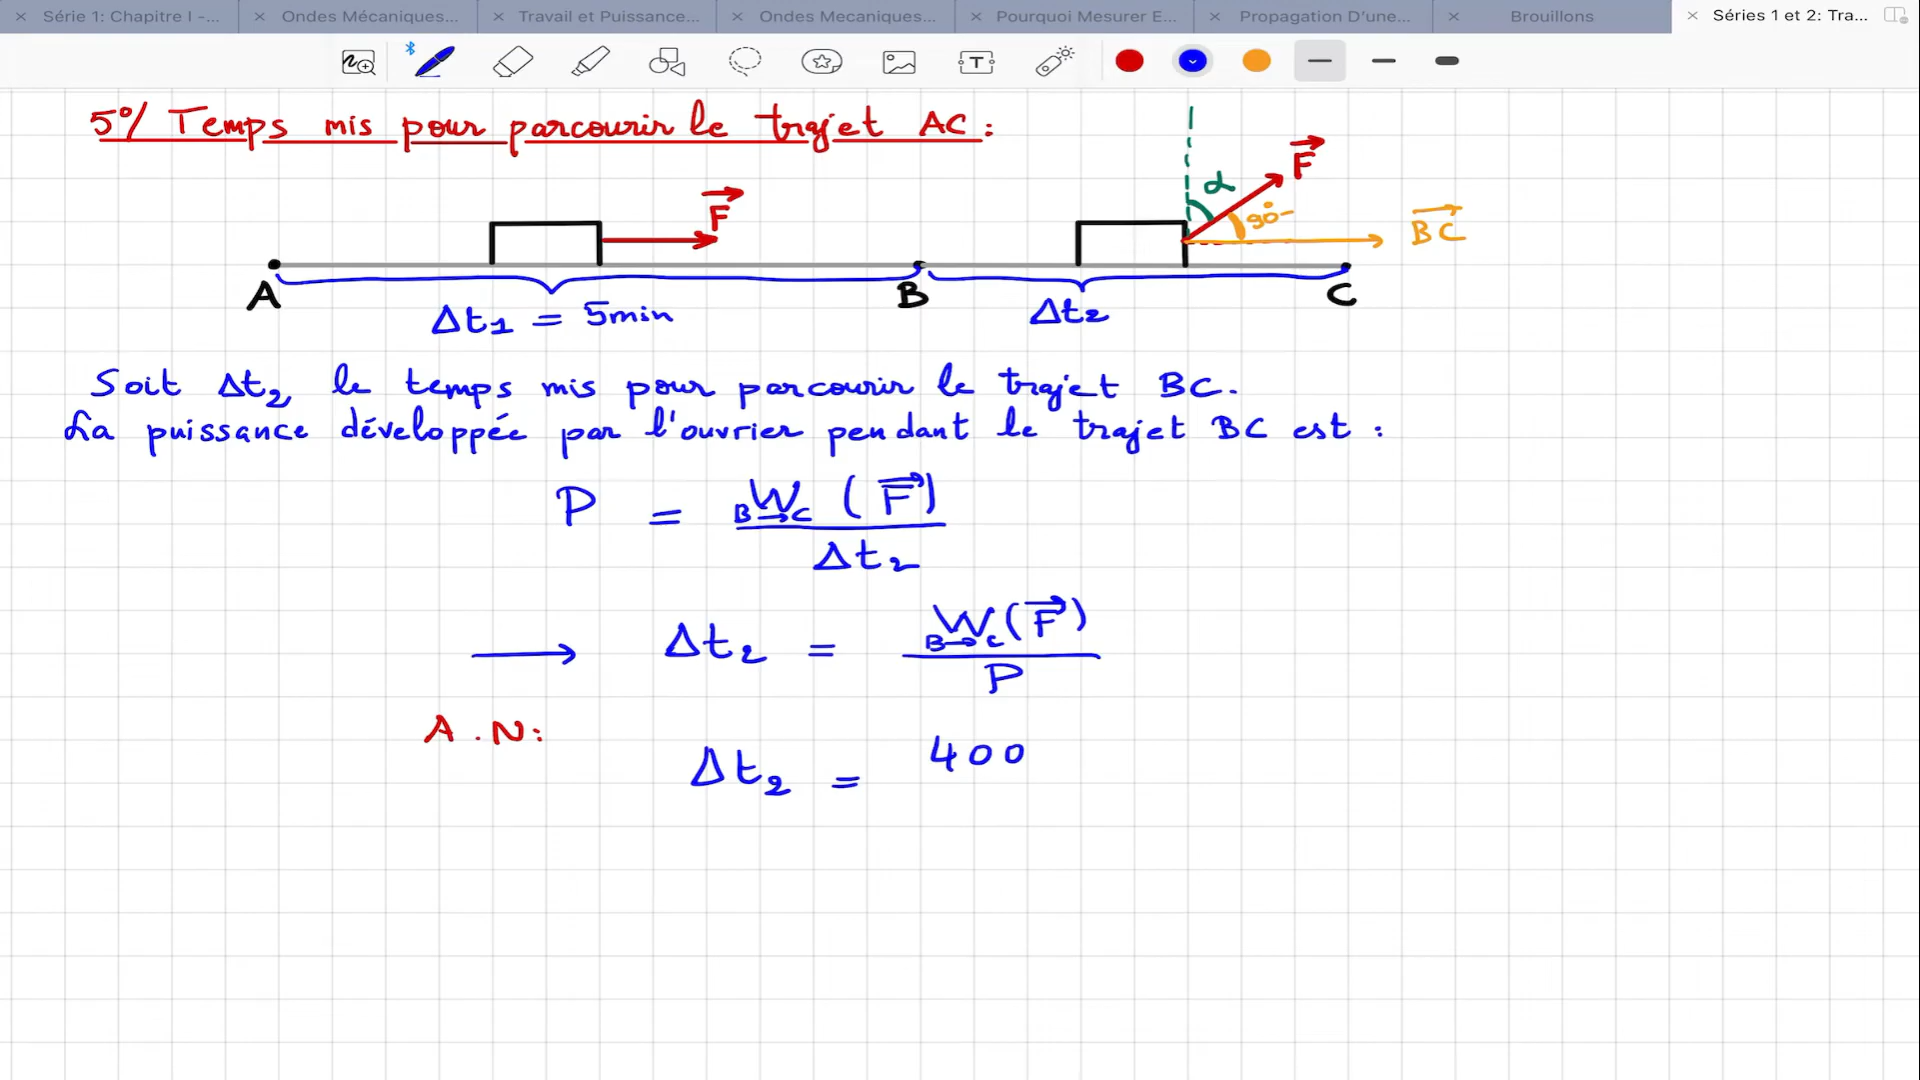 Série 1: Chapitre I -...
Ondes Mécaniques...
Travail et Puissance...
Ondes Mecaniques...
Pourquoi Mesurer E...
Propagation D'une...
Brouillons
Séries 1 et 2: Tra...
5°/ Temps mis pour parcourir le trajet AC :
F
F
α
90-
BC
A
B
C
Δt₁ = 5min
Δt₂
Soit Δt₂ le temps mis pour parcourir le trajet BC.
La puissance développée par l'ouvrier pendant le trajet BC est :
P = W B→C (F) / Δt₂
→ Δt₂ = W B→C (F) / P
A.N:
Δt₂ = 400